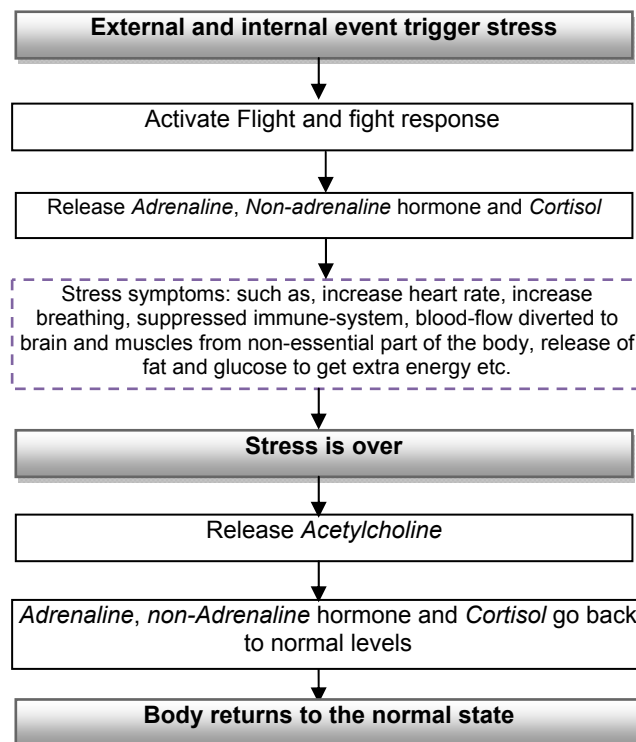 External and internal event trigger stress
Activate Flight and fight response
Release Adrenaline, Non-adrenaline hormone and Cortisol
Stress symptoms: such as, increase heart rate, increase
breathing, suppressed immune-system, blood-flow diverted to
brain and muscles from non-essential part of the body, release of
fat and glucose to get extra energy etc.
Stress is over
Release Acetylcholine
Adrenaline, non-Adrenaline hormone and Cortisol go back
to normal levels
Body returns to the normal state